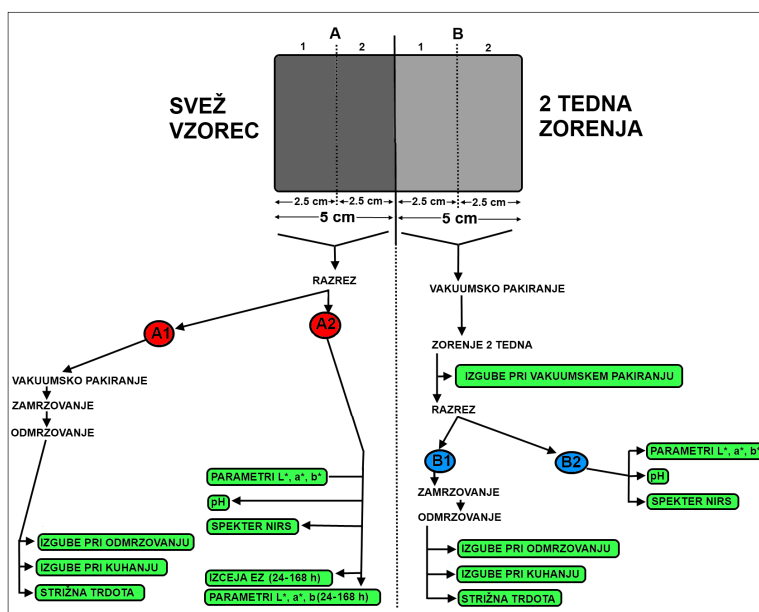 A B
1 2 1 2
SVEŽ
VZOREC
2 TEDNA
ZORENJA
2.5 cm 2.5 cm 2.5 cm 2.5 cm
5 cm 5 cm
RAZREZ
A1
A2
VAKUUMSKO PAKIRANJE
ZAMRZOVANJE
ODMRZOVANJE
IZGUBE PRI ODMRZOVANJU
IZGUBE PRI KUHANJU
STRIŽNA TRDOTA
PARAMETRI L*, a*, b*
pH
SPEKTER NIRS
IZCEJA EZ (24-168 h)
PARAMETRI L*, a*, b(24-168 h)
VAKUUMSKO PAKIRANJE
ZORENJE 2 TEDNA
IZGUBE PRI VAKUUMSKEM PAKIRANJU
RAZREZ
B1
B2
ZAMRZOVANJE
ODMRZOVANJE
IZGUBE PRI ODMRZOVANJU
IZGUBE PRI KUHANJU
STRIŽNA TRDOTA
PARAMETRI L*, a*, b*
pH
SPEKTER NIRS